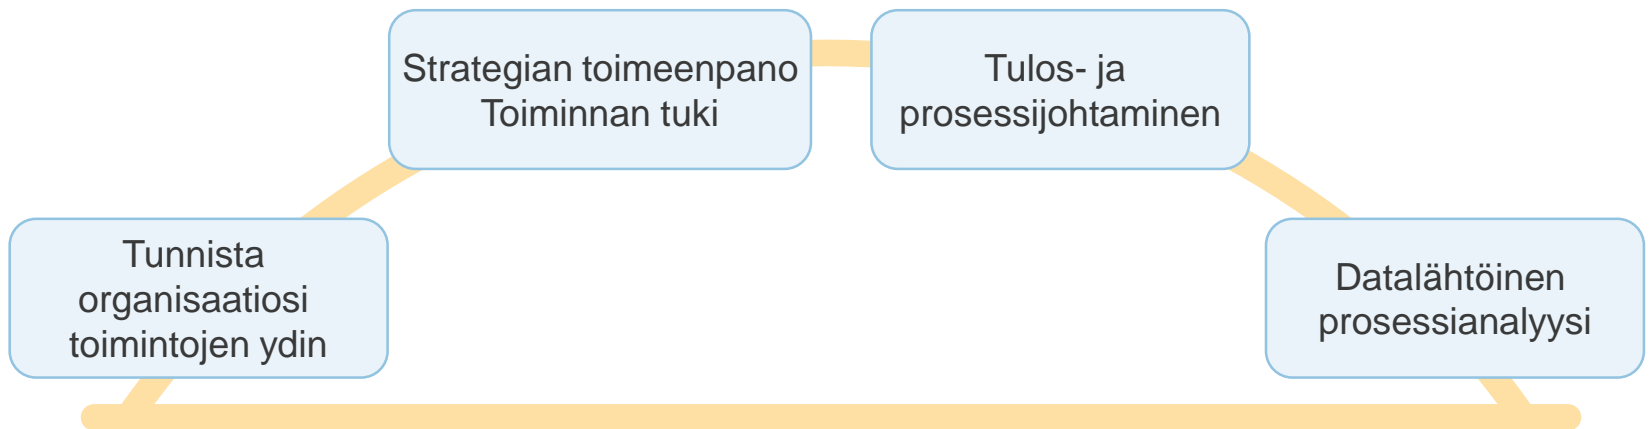 Strategian toimeenpano
Toiminnan tuki
Tulos- ja
prosessijohtaminen
Tunnista
organisaatiosi
toimintojen ydin
Datalähtöinen
prosessianalyysi